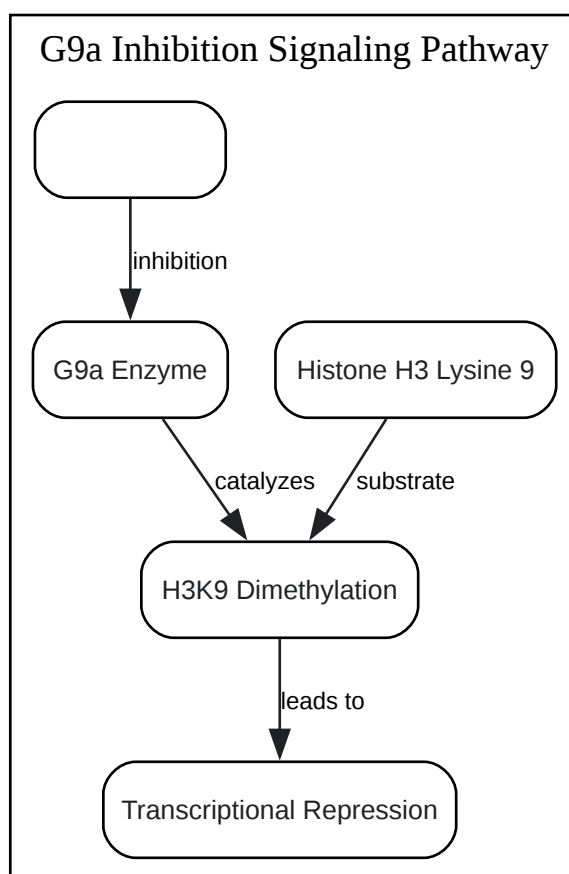 G9a Inhibition Signaling Pathway
inhibition
G9a Enzyme
Histone H3 Lysine 9
catalyzes
substrate
H3K9 Dimethylation
leads to
Transcriptional Repression